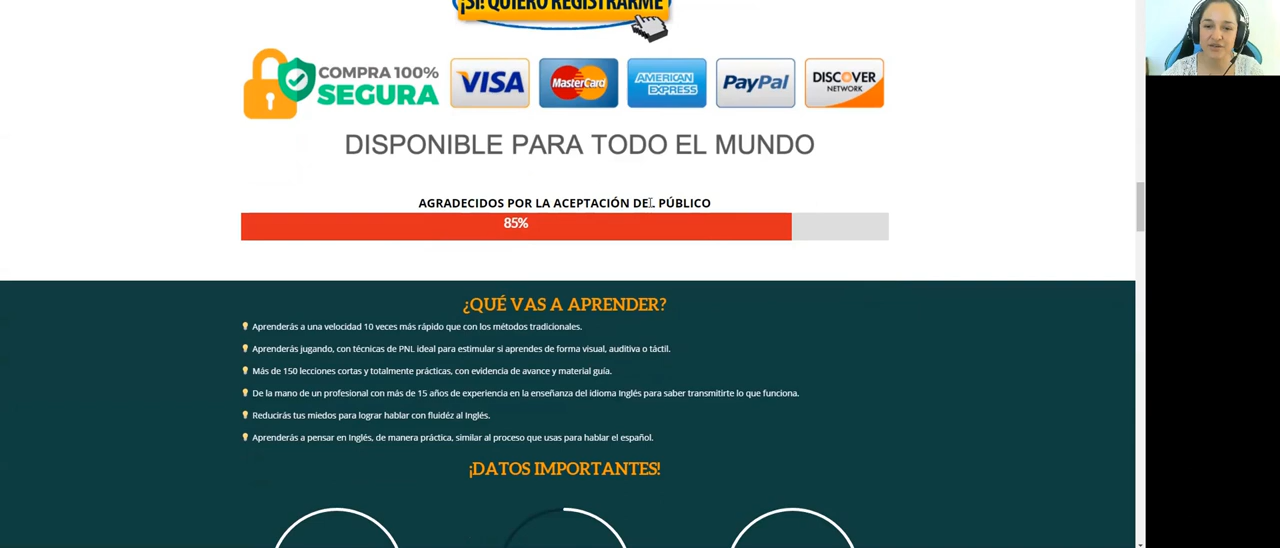 ¡SI! QUIERO REGISTRARME
COMPRA 100%
SEGURA
VISA
MasterCard
AMERICAN
EXPRESS
PayPal
DISCOVER
NETWORK
DISPONIBLE PARA TODO EL MUNDO
AGRADECIDOS POR LA ACEPTACIÓN DEL PÚBLICO
85%
¿QUÉ VAS A APRENDER?
Aprenderás a una velocidad 10 veces más rápido que con los métodos tradicionales.
Aprenderás jugando, con técnicas de PNL ideal para estimular si aprendes de forma visual, auditiva o táctil.
Más de 150 lecciones cortas y totalmente prácticas, con evidencia de avance y material guía.
De la mano de un profesional con más de 15 años de experiencia en la enseñanza del idioma Inglés para saber transmitirte lo que funciona.
Reducirás tus miedos para lograr hablar con fluidéz al Inglés.
Aprenderás a pensar en Inglés, de manera práctica, similar al proceso que usas para hablar el español.
¡DATOS IMPORTANTES!